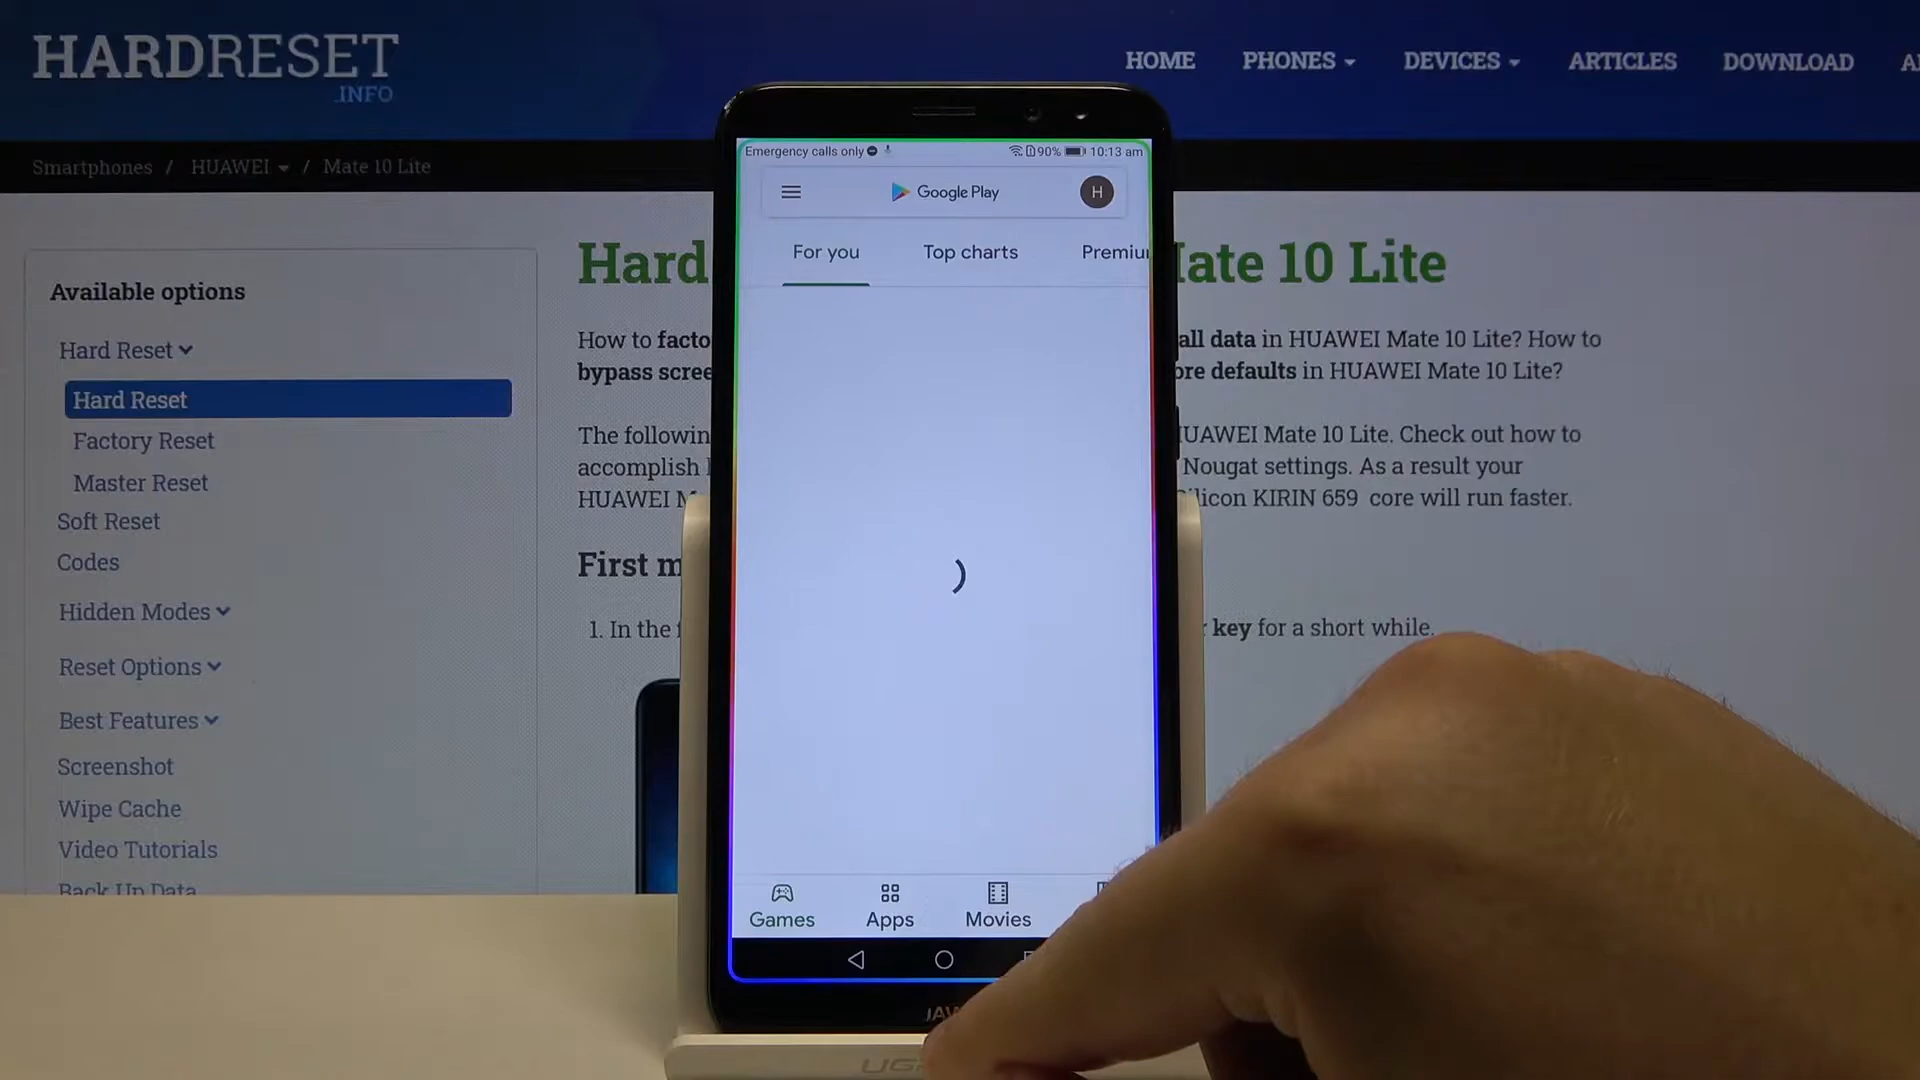 HARDRESET
.INFO
HOME PHONES DEVICES ARTICLES DOWNLOAD
Smartphones / HUAWEI / Mate 10 Lite
Available options
Hard Reset
Hard Reset
Factory Reset
Master Reset
Soft Reset
Codes
Hidden Modes
Reset Options
Best Features
Screenshot
Wipe Cache
Video Tutorials
Back Up Data
Hard ate 10 Lite
How to facto all data in HUAWEI Mate 10 Lite? How to
bypass scree ore defaults in HUAWEI Mate 10 Lite?
The followin UAWEI Mate 10 Lite. Check out how to
accomplish Nougat settings. As a result your
HUAWEI M ilicon KIRIN 659 core will run faster.
First m
1. In the key for a short while.
Emergency calls only 90% 10:13 am
Google Play H
For you Top charts Premiu
Games Apps Movies